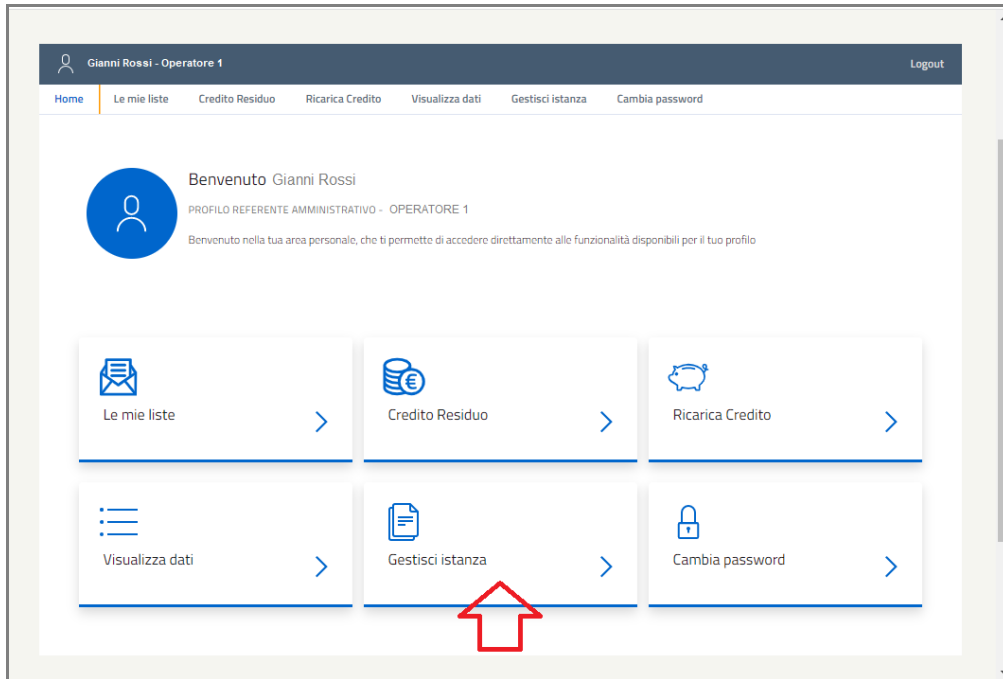 Gianni Rossi - Operatore 1 Logout
Home Le mie liste Credito Residuo Ricarica Credito Visualizza dati Gestisci istanza Cambia password
Benvenuto Gianni Rossi
PROFILO REFERENTE AMMINISTRATIVO - OPERATORE 1
Benvenuto nella tua area personale, che ti permette di accedere direttamente alle funzionalità disponibili per il tuo profilo
Le mie liste
Credito Residuo
Ricarica Credito
Visualizza dati
Gestisci istanza
Cambia password